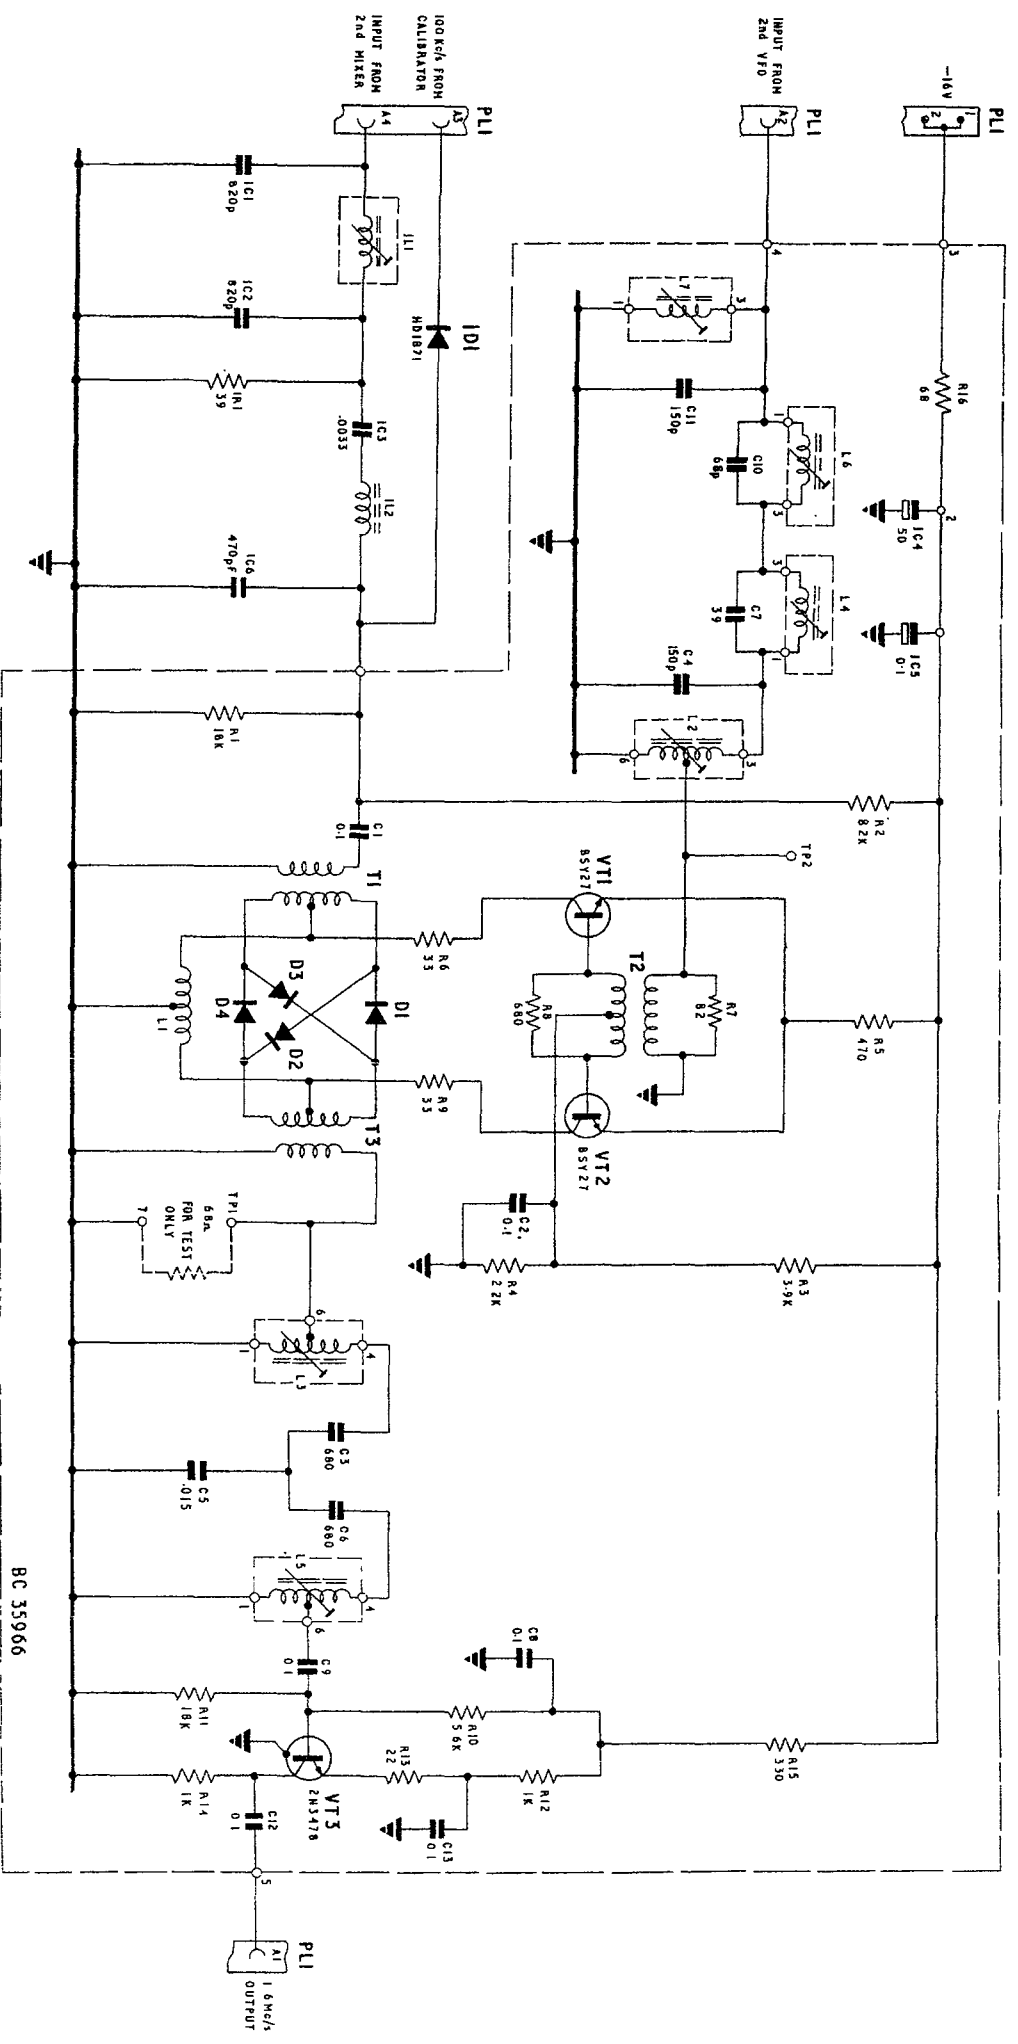 PL1
-16V
1
2
3
R16
68
2
1C4
50
1C5
0.1
R2
8.2K
R5
470
R3
3.9K
R15
330
PL1
INPUT FROM
2nd VFO
A2
4
L7
3
1
C11
150p
L6
1
3
C10
68p
L4
3
1
C7
39
C4
150p
L2
3
6
TP2
VT1
BSY27
T2
R7
82
R8
680
VT2
BSY27
C2
0.1
R4
2.2K
PL1
100Kc/s FROM
CALIBRATOR
A3
INPUT FROM
2nd MIXER
A4
1D1
HD1871
1L1
1C1
820p
1C2
820p
1R1
39
1C3
.0033
1L2
1C6
470pF
R1
18K
C1
0.1
T1
R6
33
D1
D3
D2
D4
L1
R9
33
T3
TP1
68Ω
FOR TEST
ONLY
7
6
4
1
L3
C3
680
C5
.015
C6
680
L5
4
6
1
C9
0.1
C8
0.1
R10
5.6K
R11
18K
R13
22
R12
1K
C13
0.1
VT3
2N3478
R14
1K
C12
0.1
5
PL1
A1
1.6Mc/s
OUTPUT
BC 35966